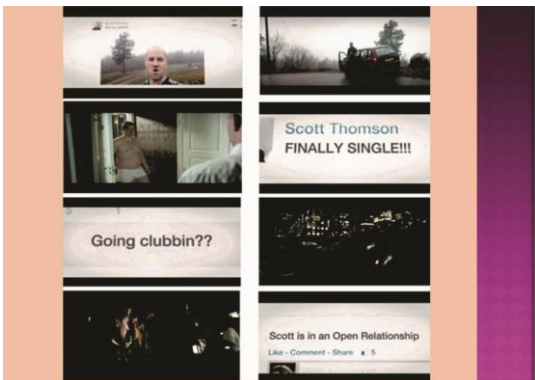 Scott Thomson
FINALLY SINGLE!!!
Going clubbin??
Scott is in an Open Relationship
Like - Comment - Share 5